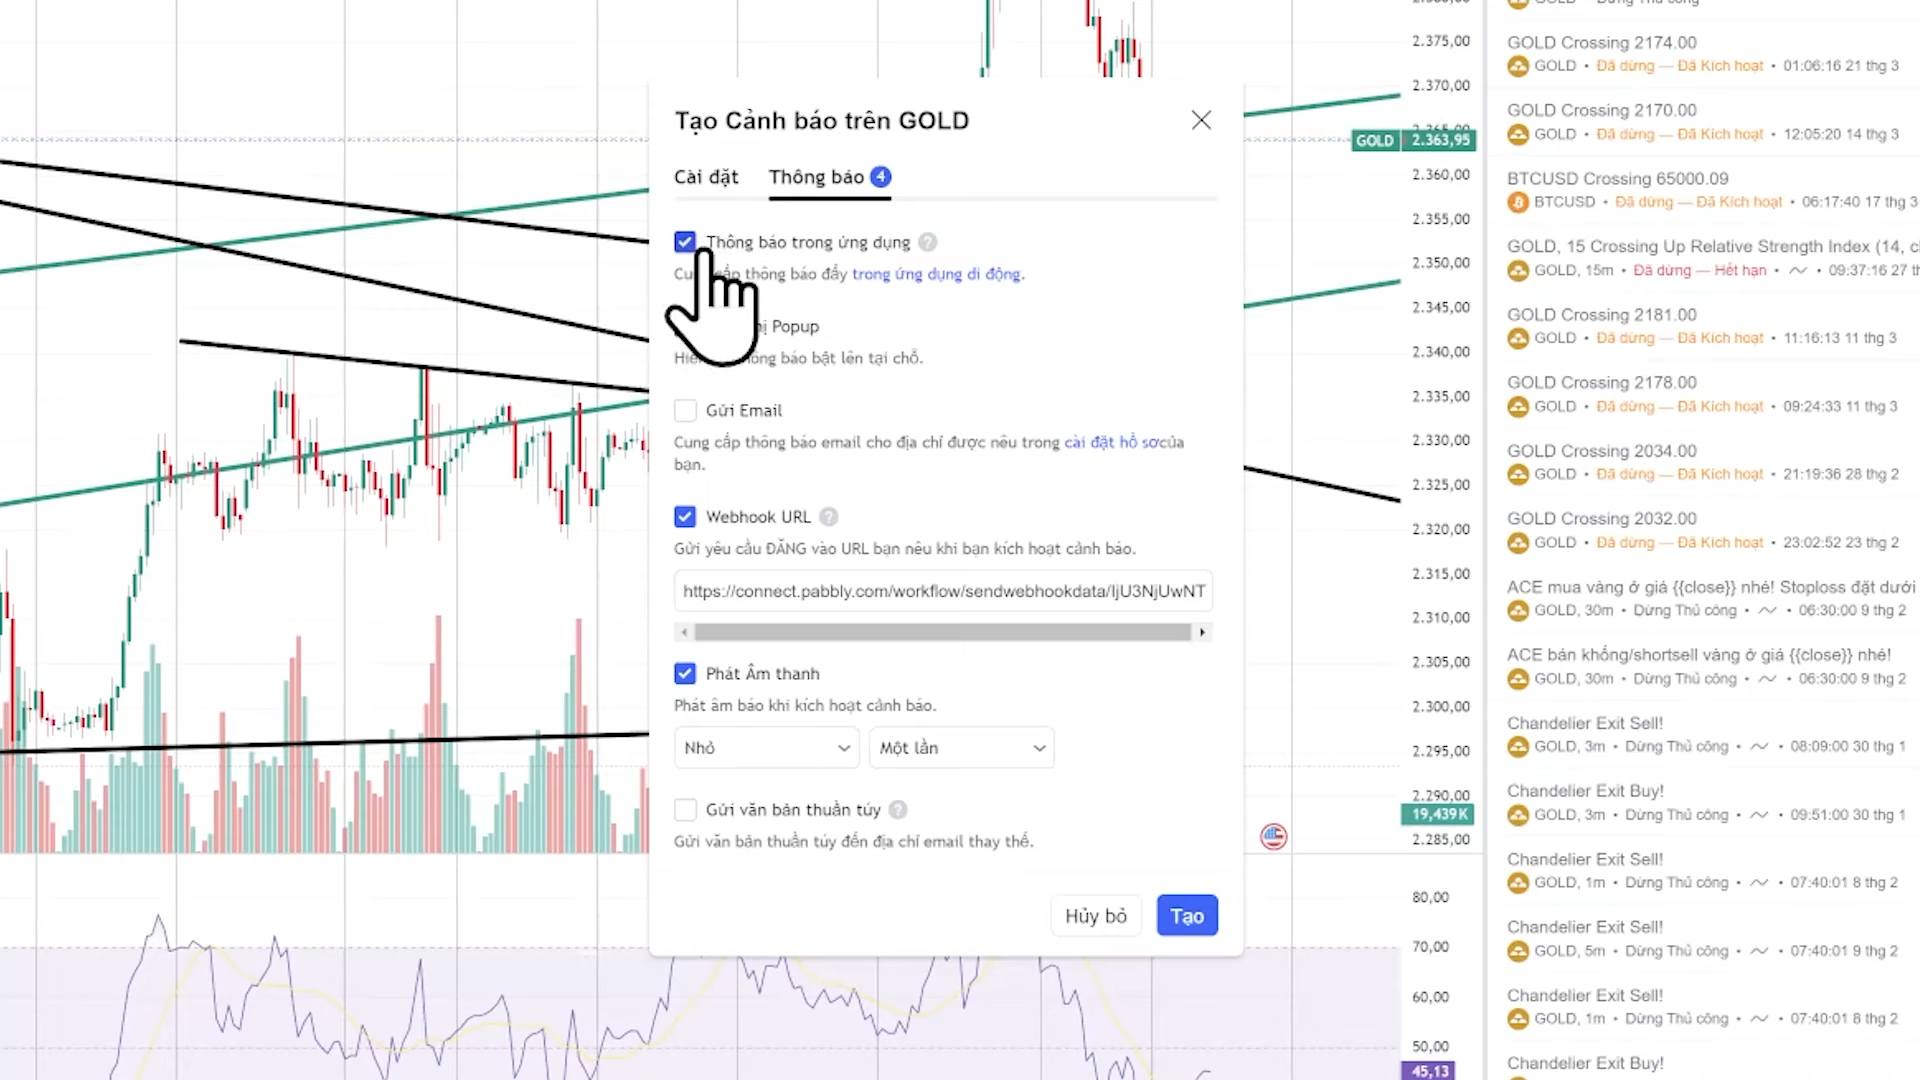 Tạo Cảnh báo trên GOLD
Cài đặt
Thông báo 4
Thông báo trong ứng dụng ?
thông báo đẩy trong ứng dụng di động.
Popup
báo bật lên tại chỗ.
Gửi Email
Cung cấp thông báo email cho địa chỉ được nêu trong cài đặt hồ sơcủa
bạn.
Webhook URL ?
Gửi yêu cầu ĐĂNG vào URL bạn nêu khi bạn kích hoạt cảnh báo.
https://connect.pabbly.com/workflow/sendwebhookdata/IjU3NjUwNT
Phát Âm thanh
Phát âm báo khi kích hoạt cảnh báo.
Nhỏ
Một lần
Gửi văn bản thuần túy ?
Gửi văn bản thuần túy đến địa chỉ email thay thế.
Hủy bỏ
Tạo
2.375,00
2.370,00
GOLD 2.363,95
2.360,00
2.355,00
2.350,00
2.345,00
2.340,00
2.335,00
2.330,00
2.325,00
2.320,00
2.315,00
2.310,00
2.305,00
2.300,00
2.295,00
2.290,00
19,439K
2.285,00
80,00
70,00
60,00
50,00
45,13
GOLD Crossing 2174.00
GOLD • Đã dừng — Đã Kích hoạt • 01:06:16 21 thg 3
GOLD Crossing 2170.00
GOLD • Đã dừng — Đã Kích hoạt • 12:05:20 14 thg 3
BTCUSD Crossing 65000.09
BTCUSD • Đã dừng — Đã Kích hoạt • 06:17:40 17 thg 3
GOLD, 15 Crossing Up Relative Strength Index (14, c
GOLD, 15m • Đã dừng — Hết hạn • 09:37:16 27 th
GOLD Crossing 2181.00
GOLD • Đã dừng — Đã Kích hoạt • 11:16:13 11 thg 3
GOLD Crossing 2178.00
GOLD • Đã dừng — Đã Kích hoạt • 09:24:33 11 thg 3
GOLD Crossing 2034.00
GOLD • Đã dừng — Đã Kích hoạt • 21:19:36 28 thg 2
GOLD Crossing 2032.00
GOLD • Đã dừng — Đã Kích hoạt • 23:02:52 23 thg 2
ACE mua vàng ở giá {{close}} nhé! Stoploss đặt dưới
GOLD, 30m • Dừng Thủ công • 06:30:00 9 thg 2
ACE bán khống/shortsell vàng ở giá {{close}} nhé!
GOLD, 30m • Dừng Thủ công • 06:30:00 9 thg 2
Chandelier Exit Sell!
GOLD, 3m • Dừng Thủ công • 08:09:00 30 thg 1
Chandelier Exit Buy!
GOLD, 3m • Dừng Thủ công • 09:51:00 30 thg 1
Chandelier Exit Sell!
GOLD, 1m • Dừng Thủ công • 07:40:01 8 thg 2
Chandelier Exit Sell!
GOLD, 5m • Dừng Thủ công • 07:40:01 9 thg 2
Chandelier Exit Sell!
GOLD, 1m • Dừng Thủ công • 07:40:01 8 thg 2
Chandelier Exit Buy!